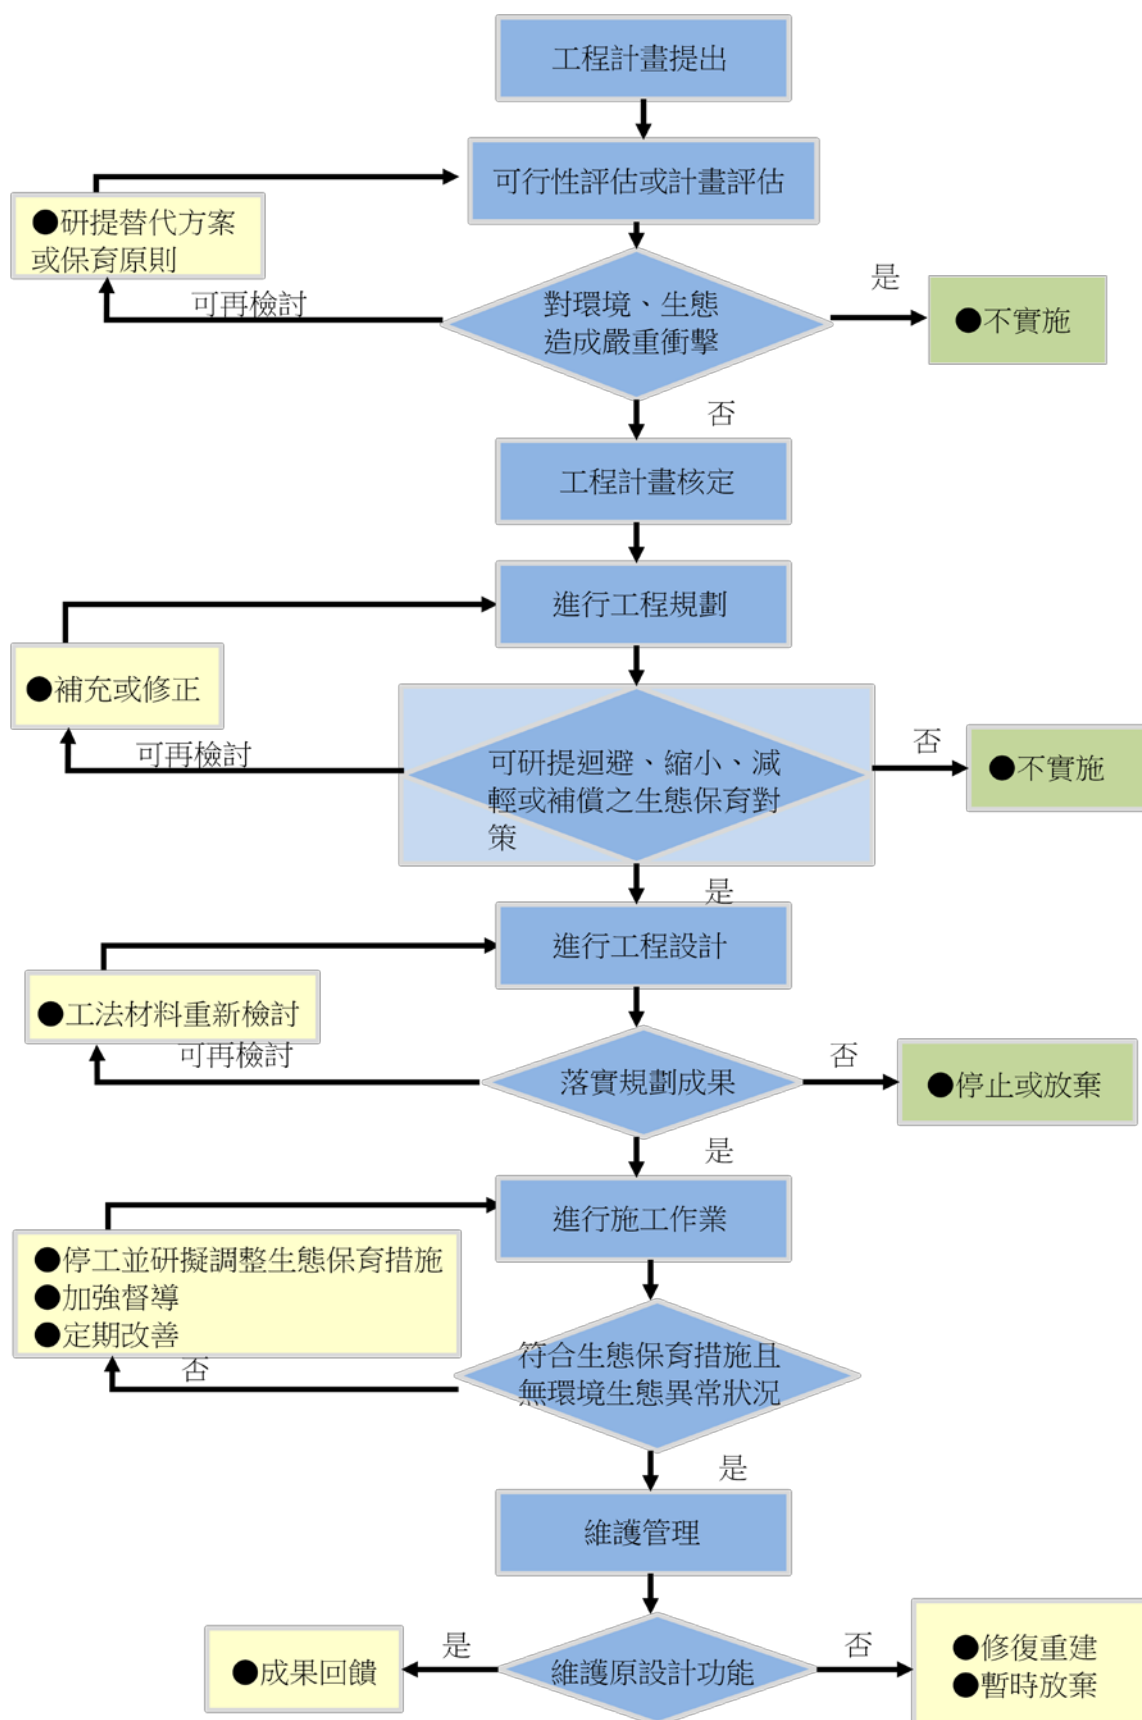 工程計畫提出
可行性評估或計畫評估
●研提替代方案
或保育原則
可再檢討
對環境、生態
造成嚴重衝擊
是
●不實施
否
工程計畫核定
進行工程規劃
●補充或修正
可再檢討
可研提迴避、縮小、減
輕或補償之生態保育對
策
否
●不實施
是
進行工程設計
●工法材料重新檢討
可再檢討
落實規劃成果
否
●停止或放棄
是
進行施工作業
●停工並研擬調整生態保育措施
●加強督導
●定期改善
否
符合生態保育措施且
無環境生態異常狀況
是
維護管理
●成果回饋
是
維護原設計功能
否
●修復重建
●暫時放棄